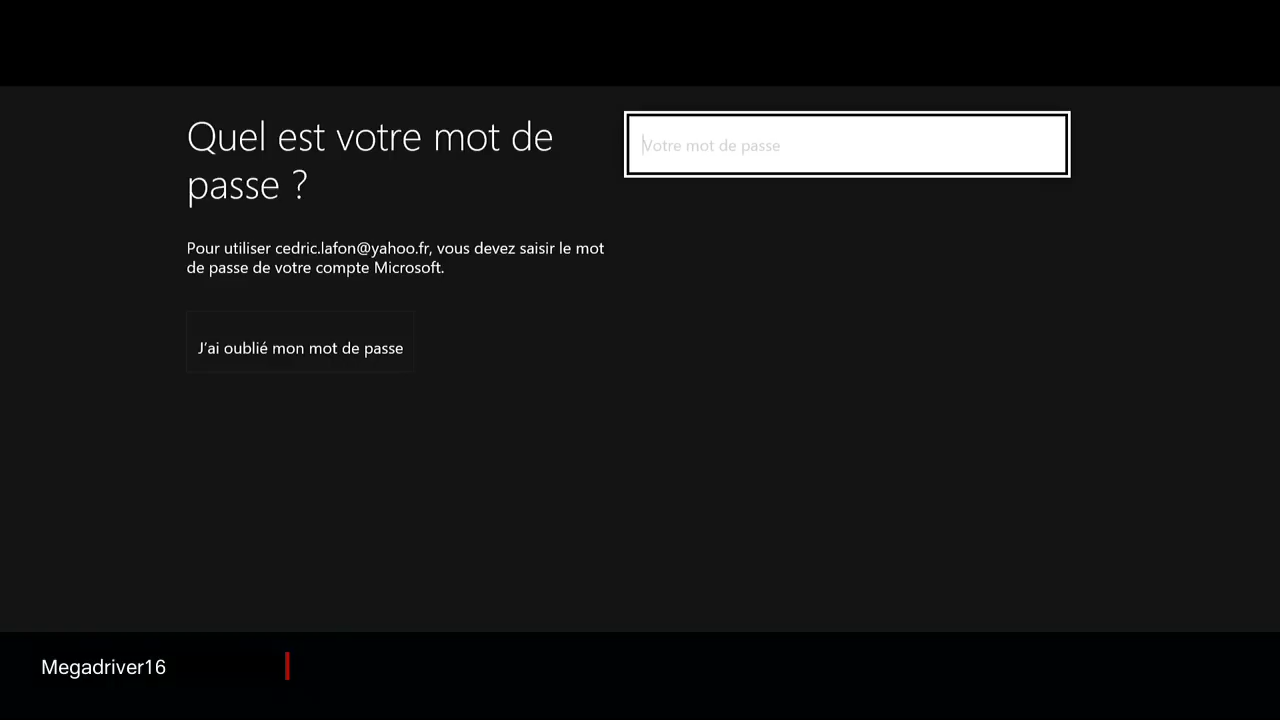 Quel est votre mot de
passe ?
Votre mot de passe
Pour utiliser cedric.lafon@yahoo.fr, vous devez saisir le mot
de passe de votre compte Microsoft.
J'ai oublié mon mot de passe
Megadriver16